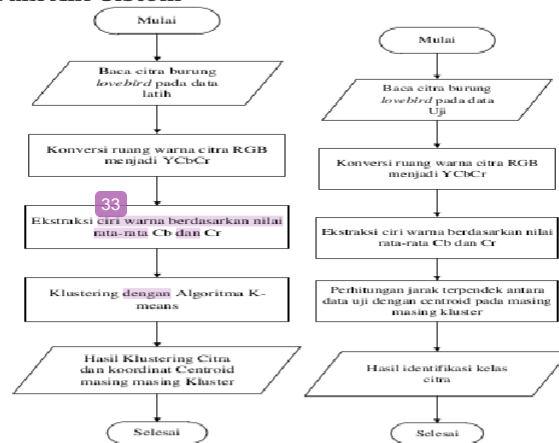 Mulai
Baca citra burung
lovebird pada data
latih
Konversi ruang warna citra RGB
menjadi YCbCr
33
Ekstraksi ciri warna berdasarkan nilai
rata-rata Cb dan Cr
Klustering dengan Algoritma K-
means
Hasil Klustering Citra
dan koordinat Centroid
masing masing Kluster
Selesai
Mulai
Baca citra burung
lovebird pada data
Uji
Konversi ruang warna citra RGB
menjadi YCbCr
Ekstraksi ciri warna berdasarkan nilai
rata-rata Cb dan Cr
Perhitungan jarak terpendek antara
data uji dengan centroid pada masing
masing kluster
Hasil identifikasi kelas
citra
Selesai